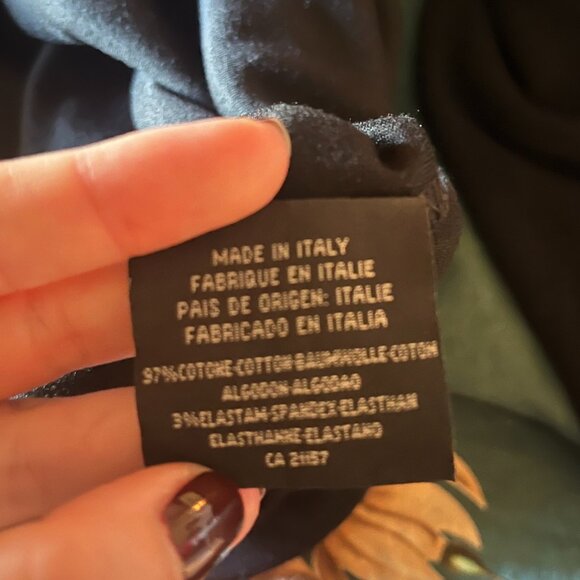 MADE IN ITALY
FABRIQUE EN ITALIE
PAIS DE ORIGEN: ITALIE
FABRICADO EN ITALIA
97%COTONE-COTTON-BAUMWOLLE-COTON
ALGODON-ALGODAO
3%ELASTAM-SPANDEX-ELASTHAN
ELASTHANNE-ELASTANO
CA 21157